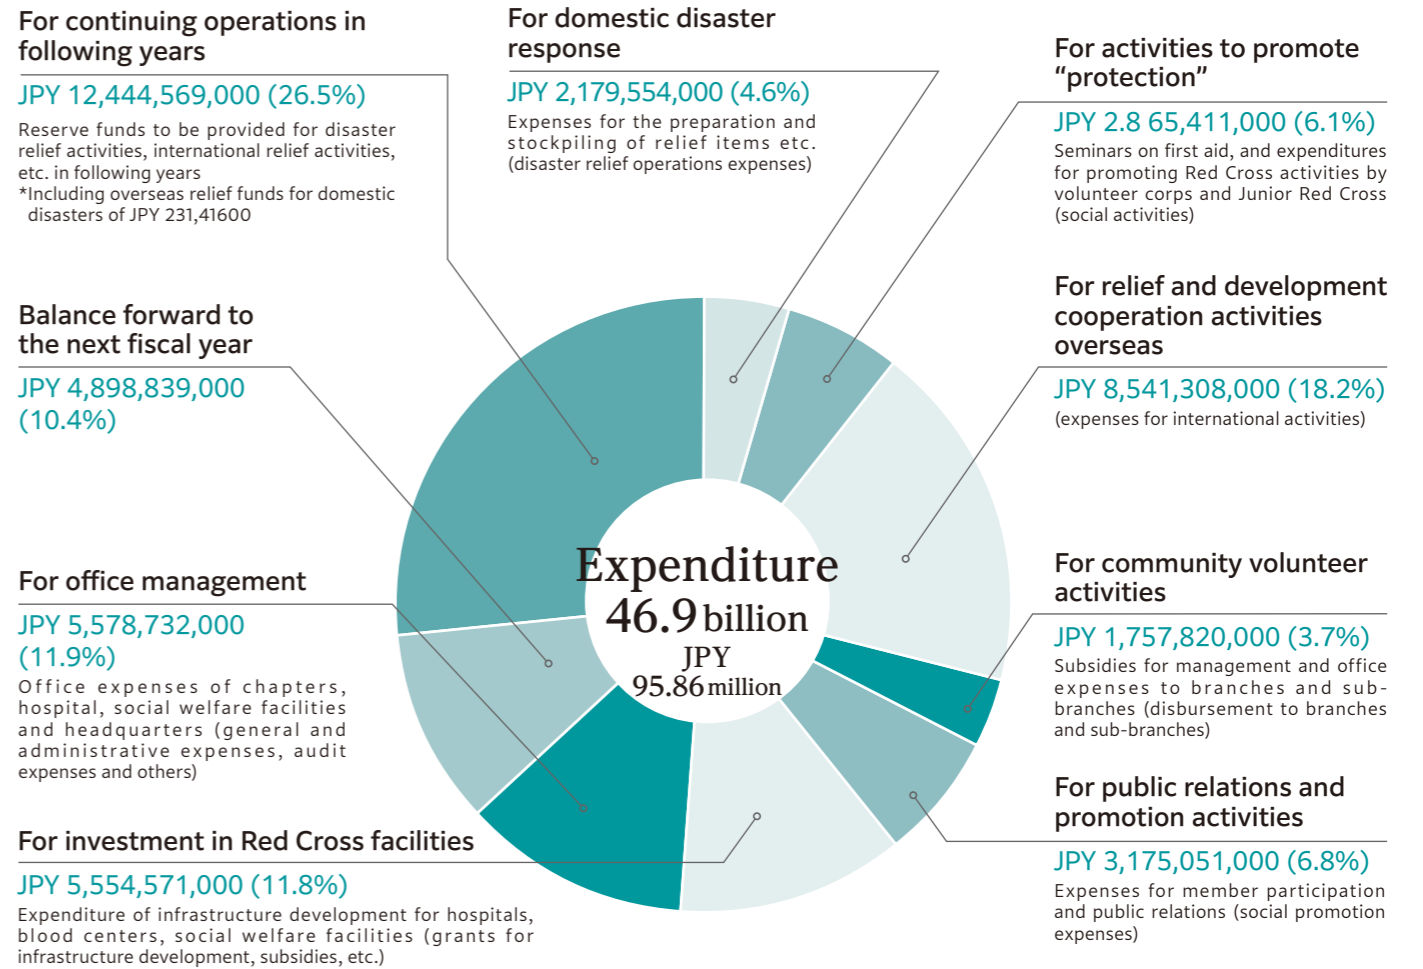 For continuing operations in
following years
JPY 12,444,569,000 (26.5%)
Reserve funds to be provided for disaster
relief activities, international relief activities,
etc. in following years
*Including overseas relief funds for domestic
disasters of JPY 231,41600
For domestic disaster
response
JPY 2,179,554,000 (4.6%)
Expenses for the preparation and
stockpiling of relief items etc.
(disaster relief operations expenses)
For activities to promote
“protection”
JPY 2.8 65,411,000 (6.1%)
Seminars on first aid, and expenditures
for promoting Red Cross activities by
volunteer corps and Junior Red Cross
(social activities)
For relief and development
cooperation activities
overseas
JPY 8,541,308,000 (18.2%)
(expenses for international activities)
Balance forward to
the next fiscal year
JPY 4,898,839,000
(10.4%)
Expenditure
46.9 billion
JPY
95.86 million
For community volunteer
activities
JPY 1,757,820,000 (3.7%)
Subsidies for management and office
expenses to branches and sub-
branches (disbursement to branches
and sub-branches)
For office management
JPY 5,578,732,000
(11.9%)
Office expenses of chapters,
hospital, social welfare facilities
and headquarters (general and
administrative expenses, audit
expenses and others)
For public relations and
promotion activities
JPY 3,175,051,000 (6.8%)
Expenses for member participation
and public relations (social promotion
expenses)
For investment in Red Cross facilities
JPY 5,554,571,000 (11.8%)
Expenditure of infrastructure development for hospitals,
blood centers, social welfare facilities (grants for
infrastructure development, subsidies, etc.)